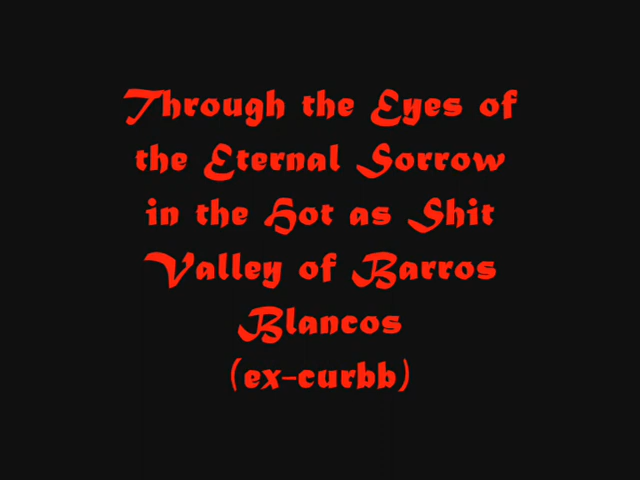 Through the Eyes of
the Eternal Sorrow
in the Hot as Shit
Valley of Barros
Blancos
(ex-curbb)